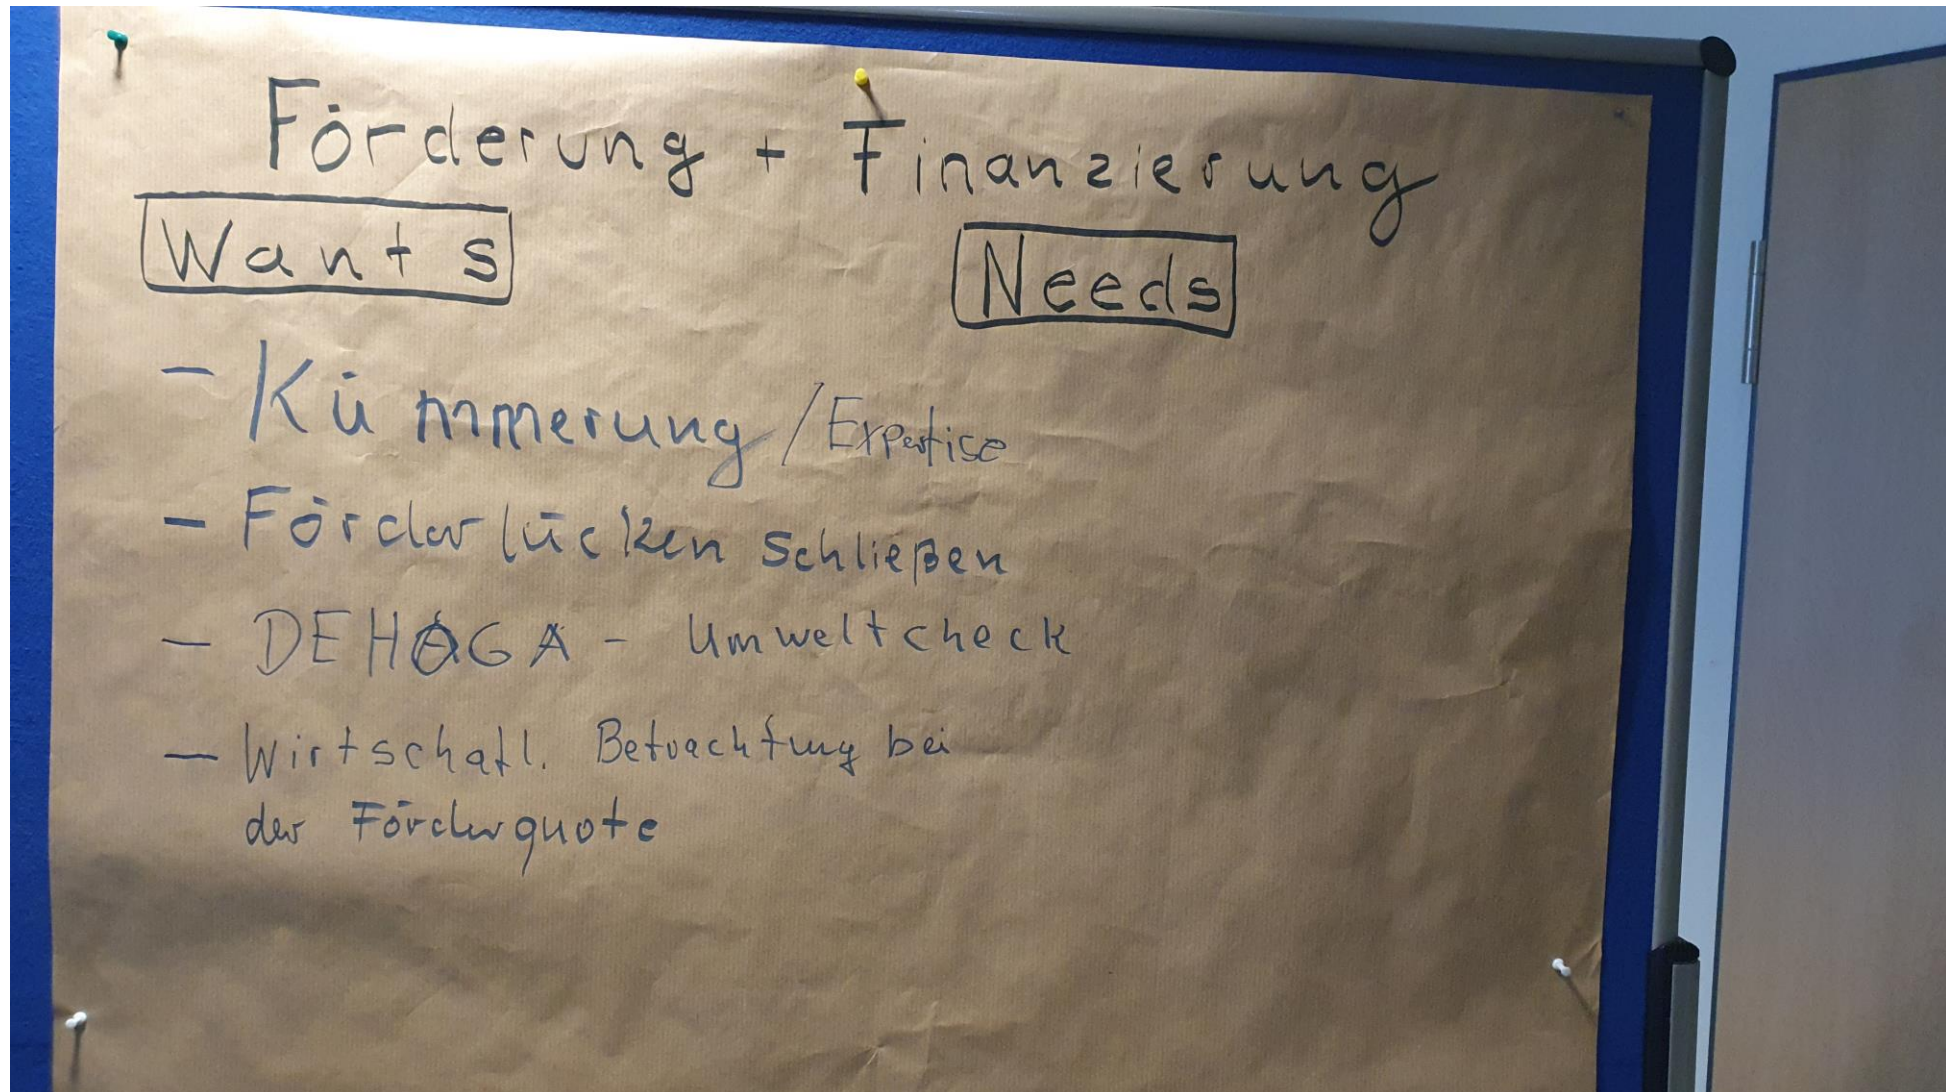 Förderung + Finanzierung
Wants
Needs
- Kümmerung / Expertise
- Förderlücken schließen
- DEHOGA - Umweltcheck
- Wirtschaftl. Betrachtung bei
der Förderquote